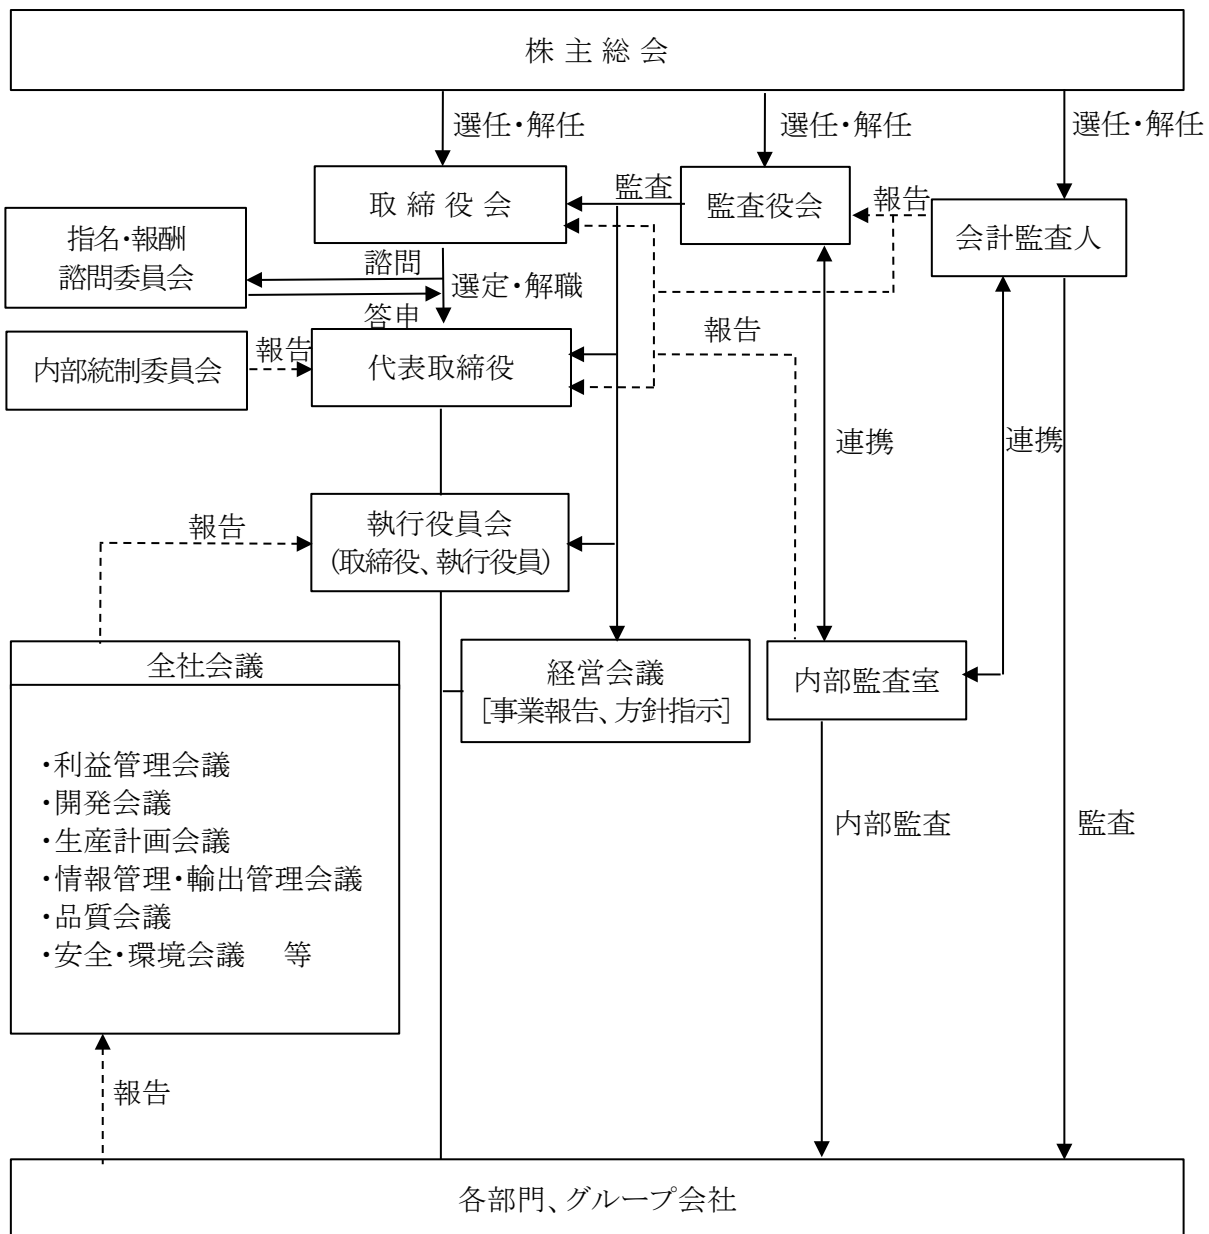 株 主 総 会
選任・解任
選任・解任
選任・解任
取 締 役 会
監査
監査役会
報告
会計監査人
指名・報酬
諮問委員会
諮問
選定・解職
答申
内部統制委員会
報告
代表取締役
報告
連携
連携
報告
執行役員会
(取締役、執行役員)
全社会議
経営会議
[事業報告、方針指示]
内部監査室
・利益管理会議
・開発会議
・生産計画会議
・情報管理・輸出管理会議
・品質会議
・安全・環境会議　等
内部監査
監査
報告
各部門、グループ会社